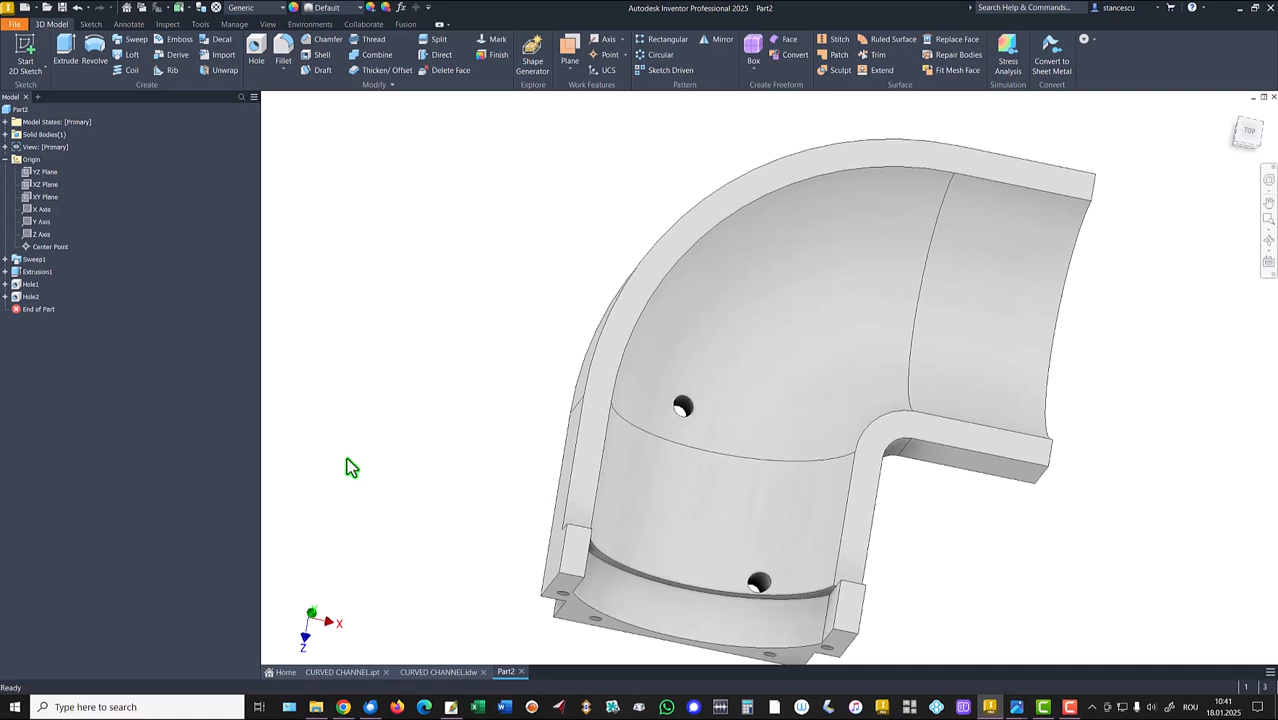 Generic
Default
Autodesk Inventor Professional 2025 Part2
Search Help & Commands...
stancescu
File
3D Model
Sketch
Annotate
Inspect
Tools
Manage
View
Environments
Collaborate
Fusion
Sweep
Emboss
Decal
Chamfer
Thread
Split
Mark
Axis
Rectangular
Mirror
Face
Stitch
Ruled Surface
Replace Face
Loft
Derive
Import
Shell
Combine
Direct
Finish
Point
Circular
Convert
Patch
Trim
Repair Bodies
Start
2D Sketch
Extrude
Revolve
Coil
Rib
Unwrap
Hole
Fillet
Draft
Thicken/ Offset
Delete Face
Shape
Generator
Plane
UCS
Sketch Driven
Box
Sculpt
Extend
Fit Mesh Face
Stress
Analysis
Convert to
Sheet Metal
Sketch
Create
Modify
Explore
Work Features
Pattern
Create Freeform
Surface
Simulation
Convert
Model
Part2
Model States: [Primary]
Solid Bodies(1)
View: [Primary]
Origin
YZ Plane
XZ Plane
XY Plane
X Axis
Y Axis
Z Axis
Center Point
Sweep1
Extrusion1
Hole1
Hole2
End of Part
TOP
Y
X
Z
Home
CURVED CHANNEL.ipt
CURVED CHANNEL.idw
Part2
Ready
1
3
Type here to search
ROU
10:41
18.01.2025